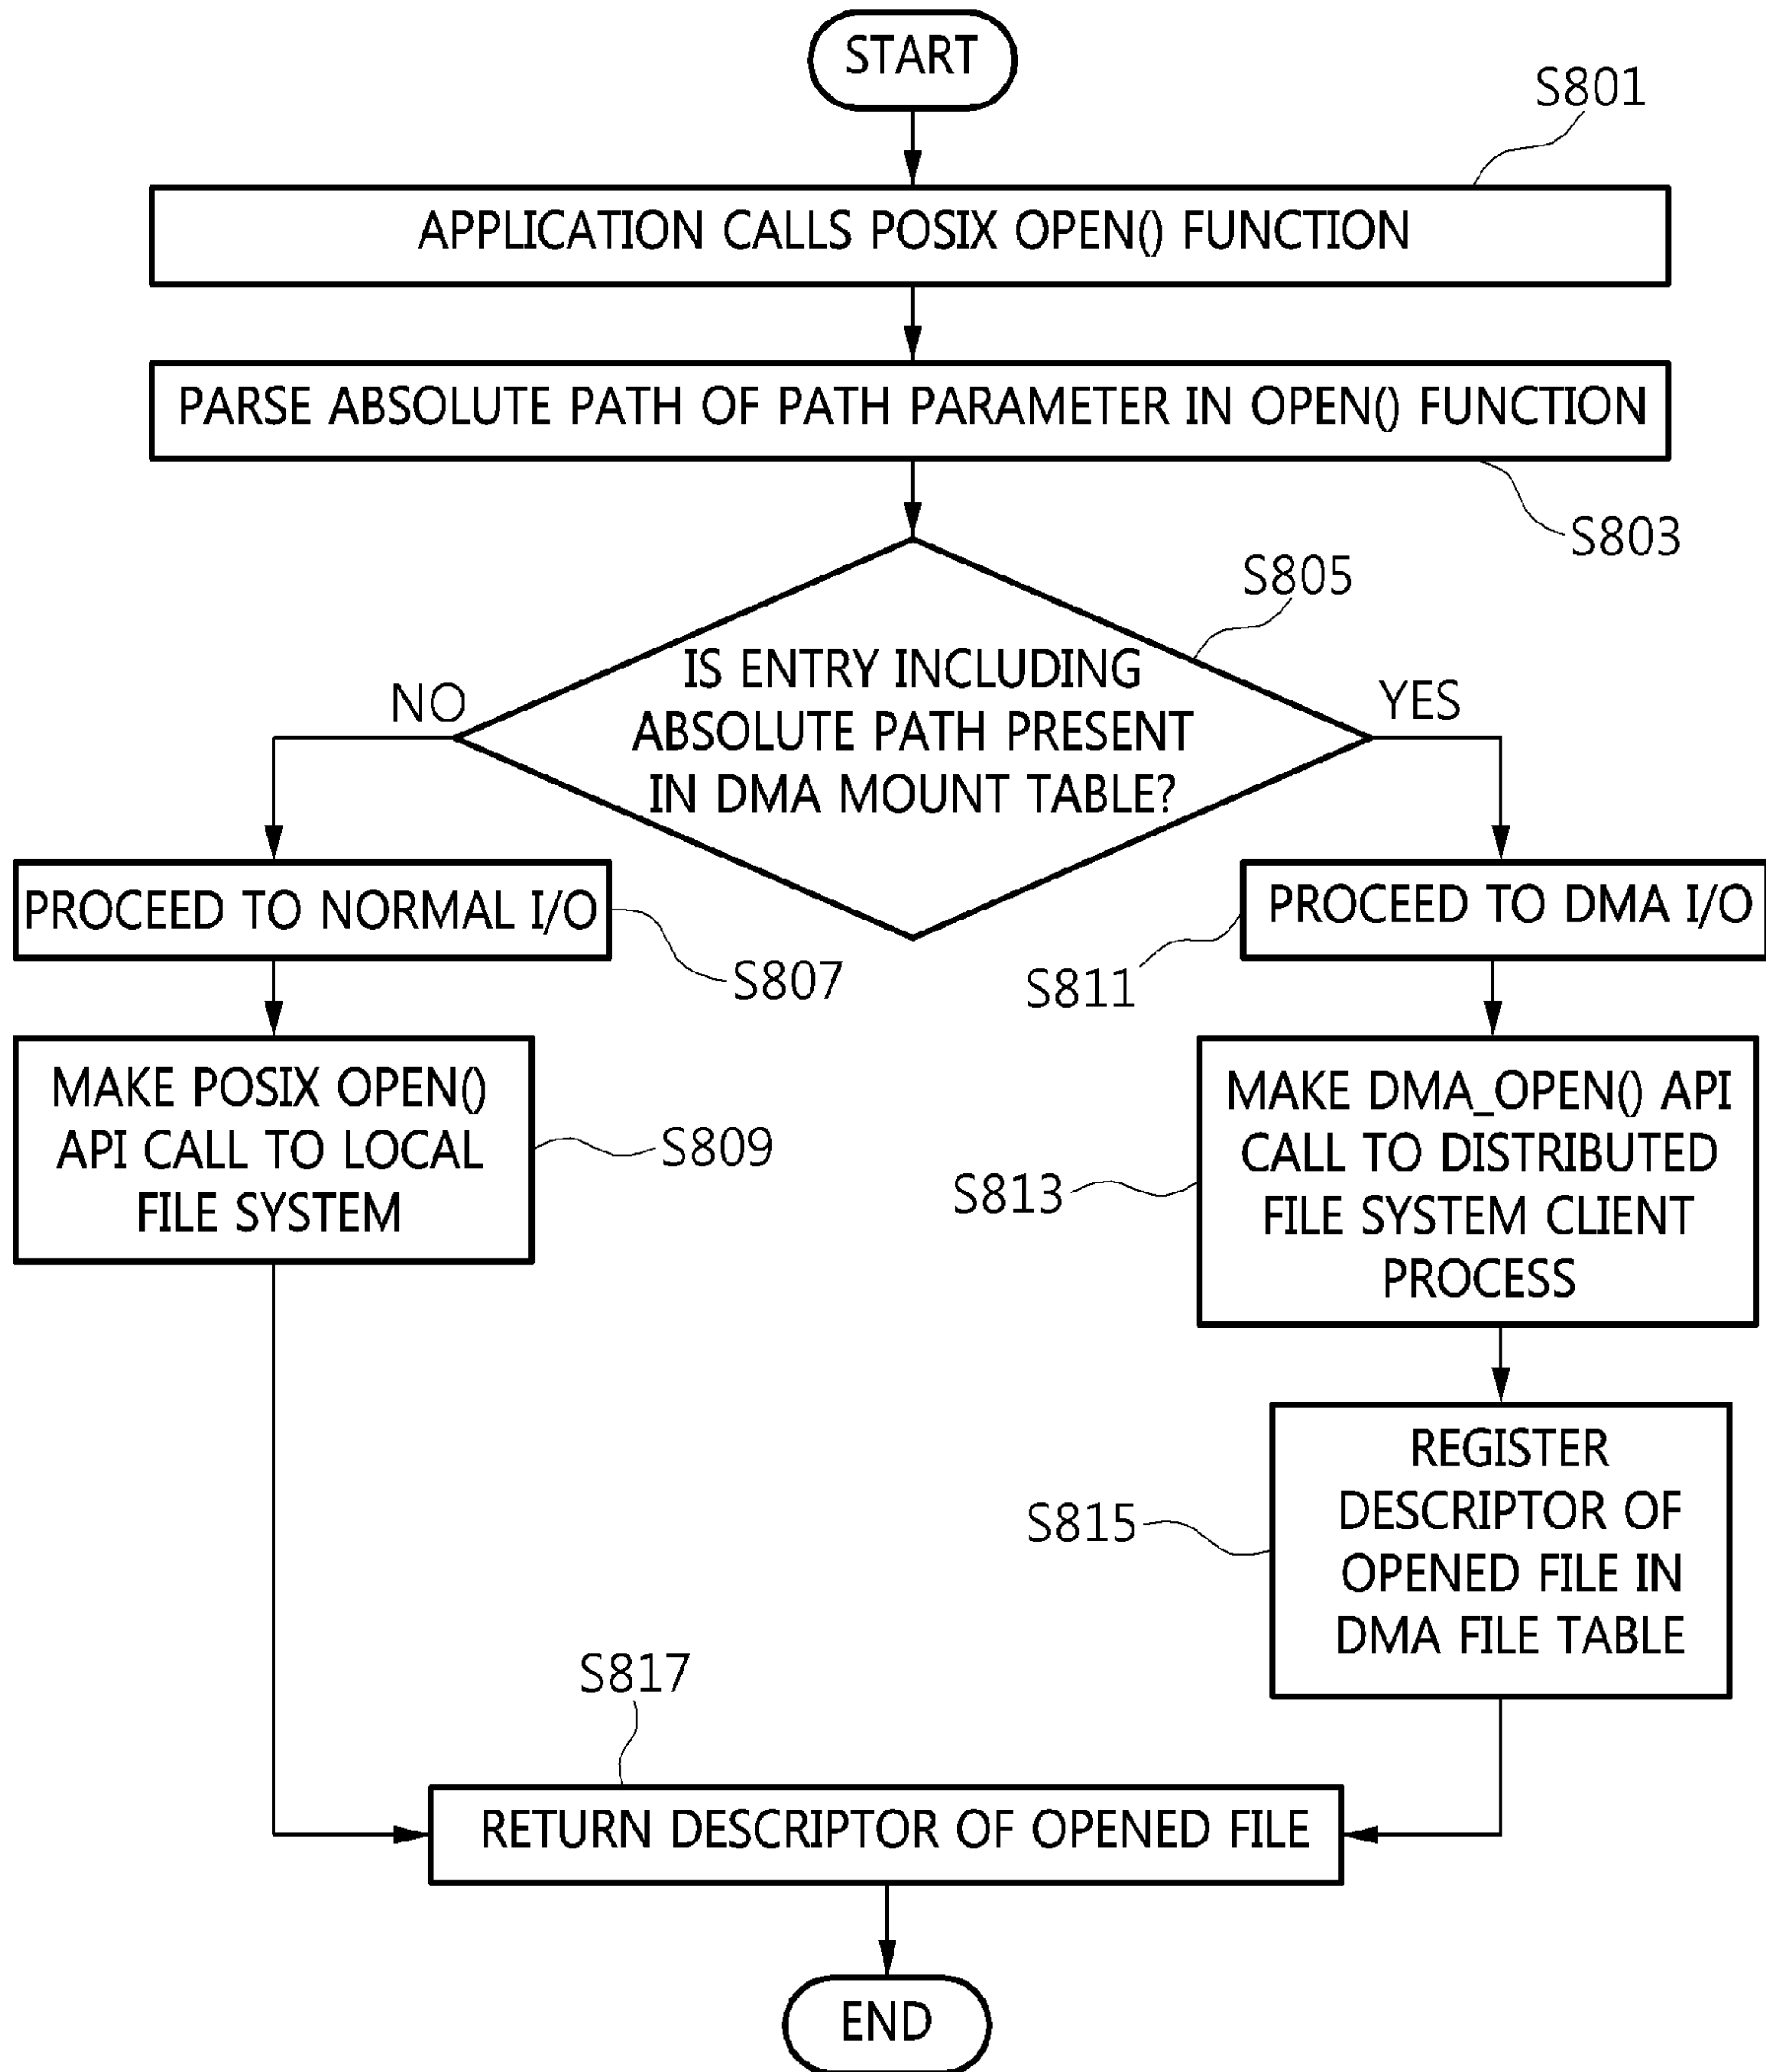 START
S801
APPLICATION CALLS POSIX OPEN() FUNCTION
PARSE ABSOLUTE PATH OF PATH PARAMETER IN OPEN() FUNCTION
S803
S805
IS ENTRY INCLUDING
ABSOLUTE PATH PRESENT
IN DMA MOUNT TABLE?
NO
YES
PROCEED TO NORMAL I/O
S807
PROCEED TO DMA I/O
S811
MAKE POSIX OPEN()
API CALL TO LOCAL
FILE SYSTEM
S809
MAKE DMA_OPEN() API
CALL TO DISTRIBUTED
FILE SYSTEM CLIENT
PROCESS
S813
REGISTER
DESCRIPTOR OF
OPENED FILE IN
DMA FILE TABLE
S815
S817
RETURN DESCRIPTOR OF OPENED FILE
END